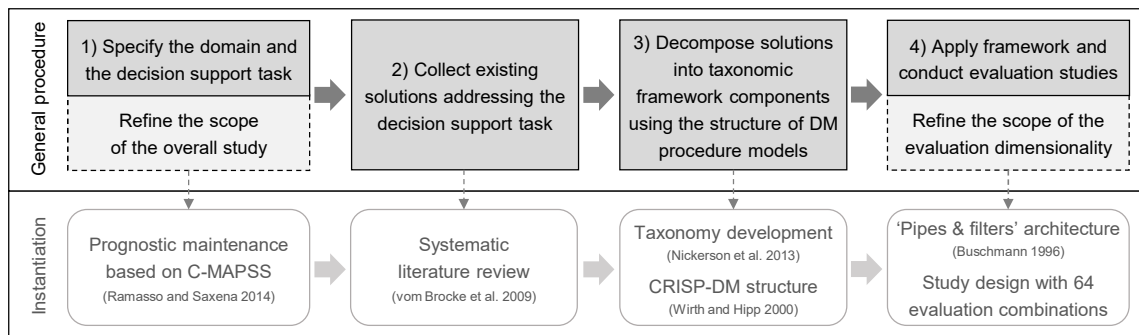 General procedure
1) Specify the domain and
the decision support task
Refine the scope
of the overall study
2) Collect existing
solutions addressing the
decision support task
3) Decompose solutions
into taxonomic
framework components
using the structure of DM
procedure models
4) Apply framework and
conduct evaluation studies
Refine the scope of the
evaluation dimensionality
Instantiation
Prognostic maintenance
based on C-MAPSS
(Ramasso and Saxena 2014)
Systematic
literature review
(vom Brocke et al. 2009)
Taxonomy development
(Nickerson et al. 2013)
CRISP-DM structure
(Wirth and Hipp 2000)
‘Pipes & filters’ architecture
(Buschmann 1996)
Study design with 64
evaluation combinations